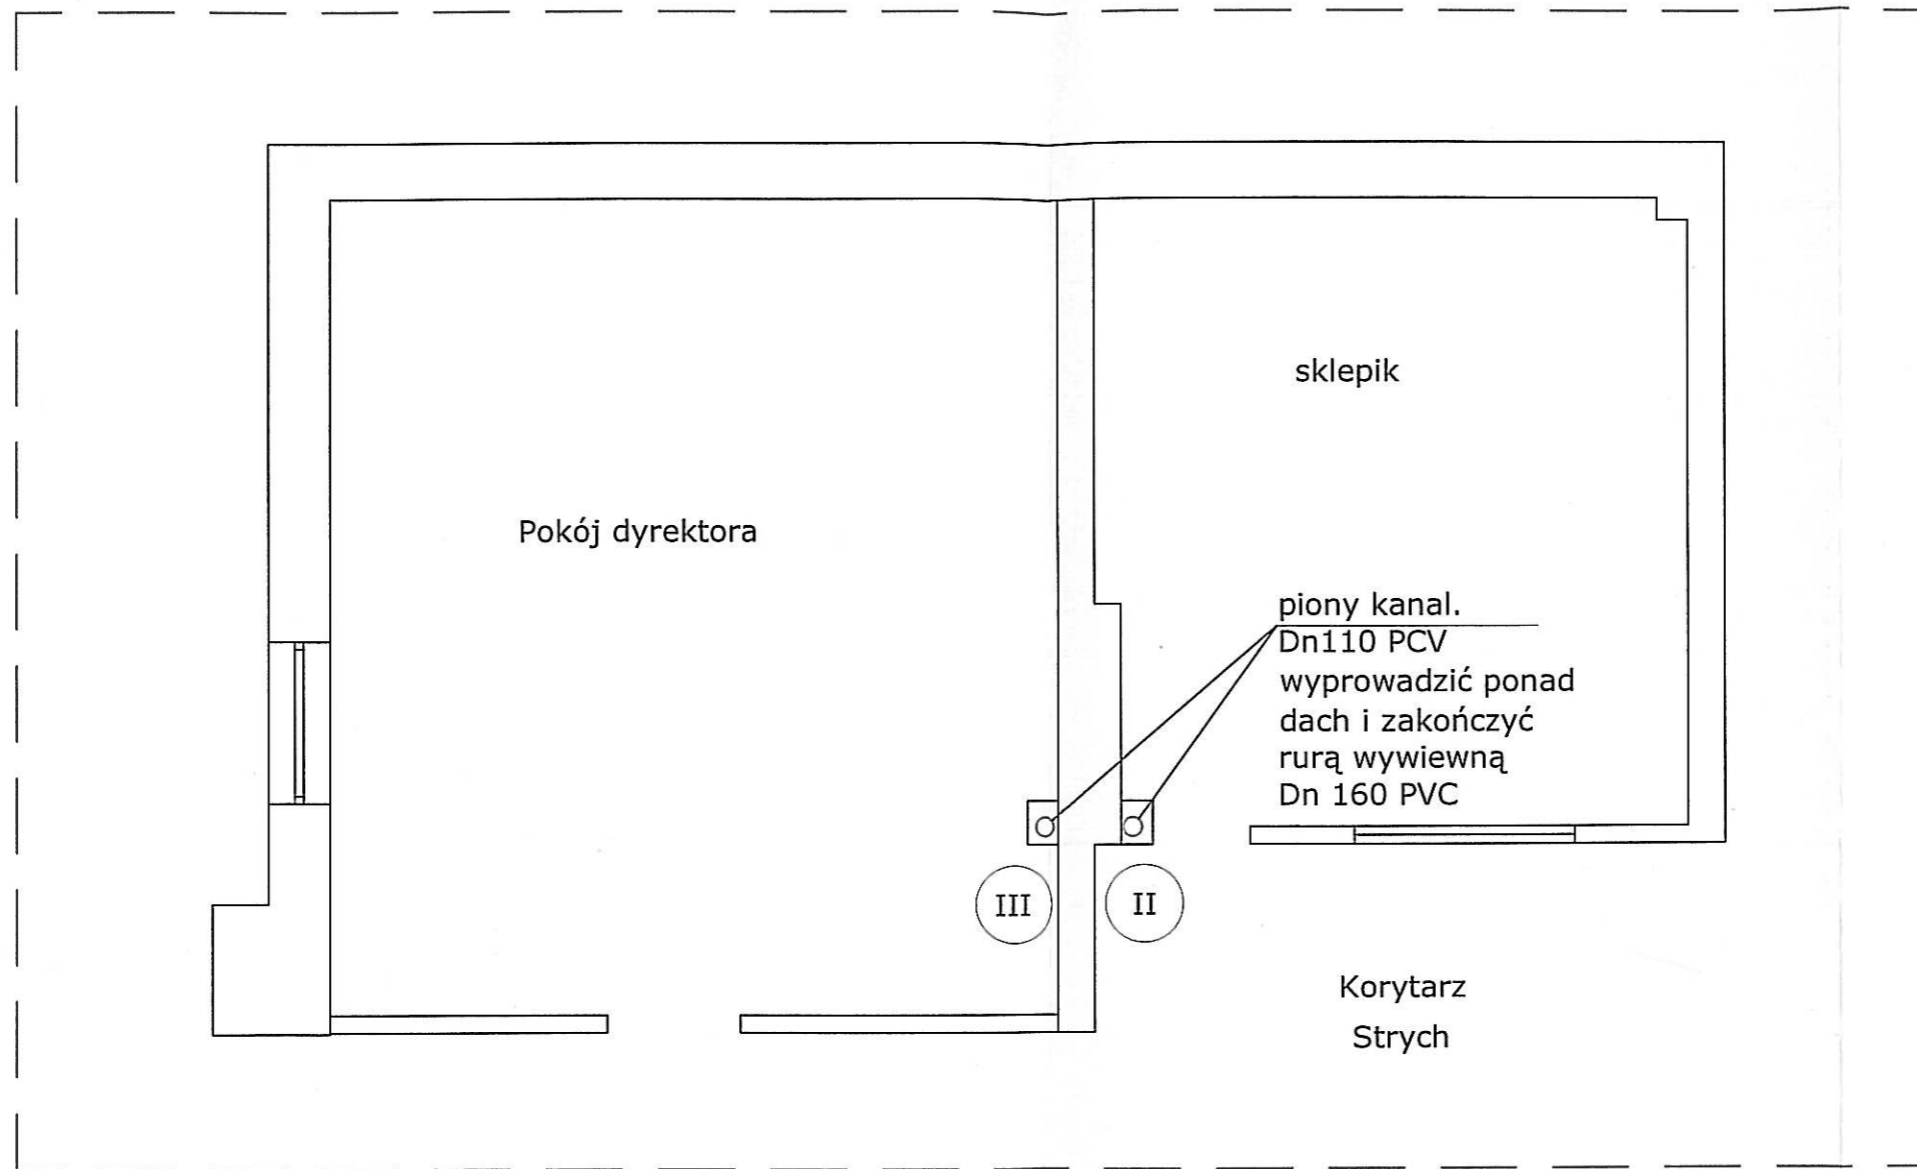 sklepik
Pokój dyrektora
piony kanal.
Dn110 PCV
wyprowadzić ponad
dach i zakończyć
rurą wywiewną
Dn 160 PVC
III
II
Korytarz
Strych